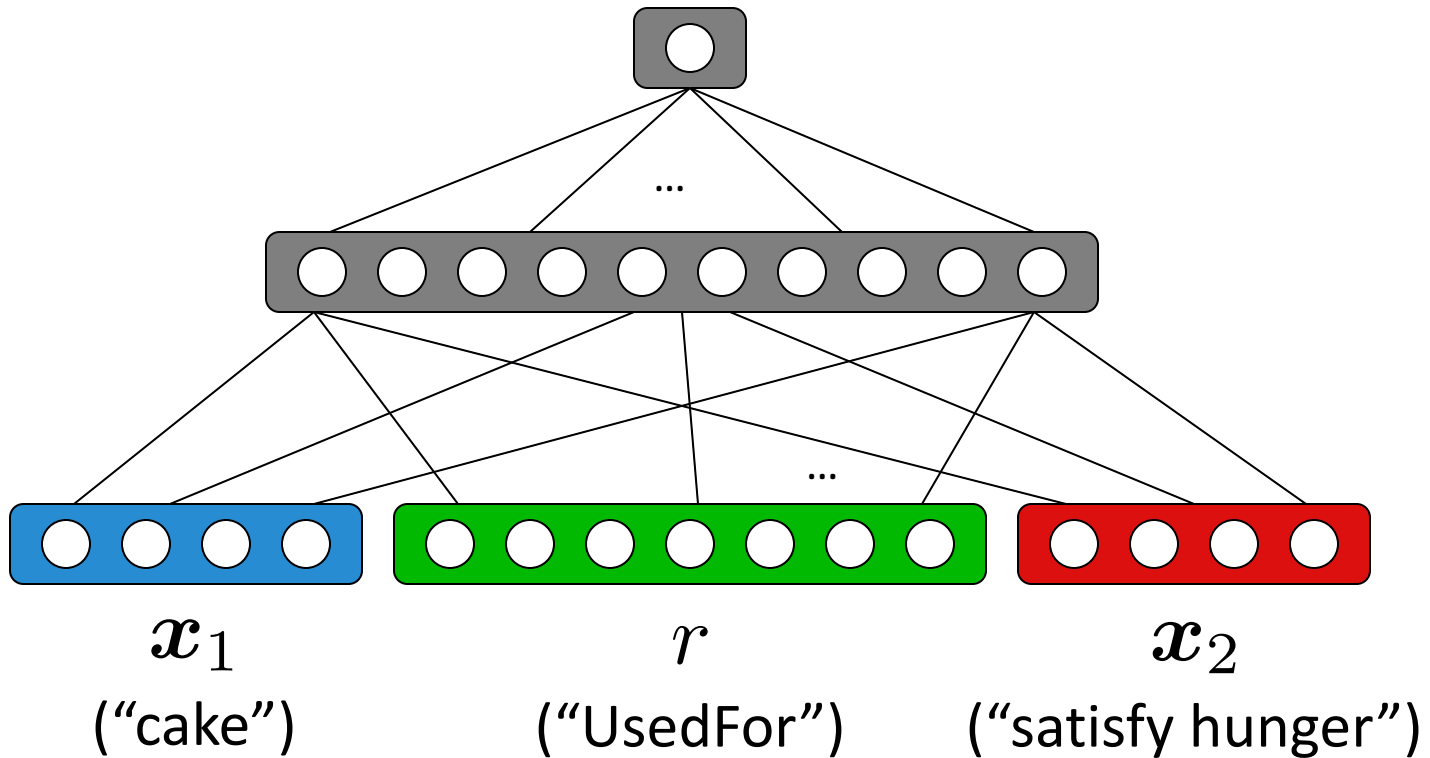 ...
...
x1 r x2
("cake") ("UsedFor") ("satisfy hunger")